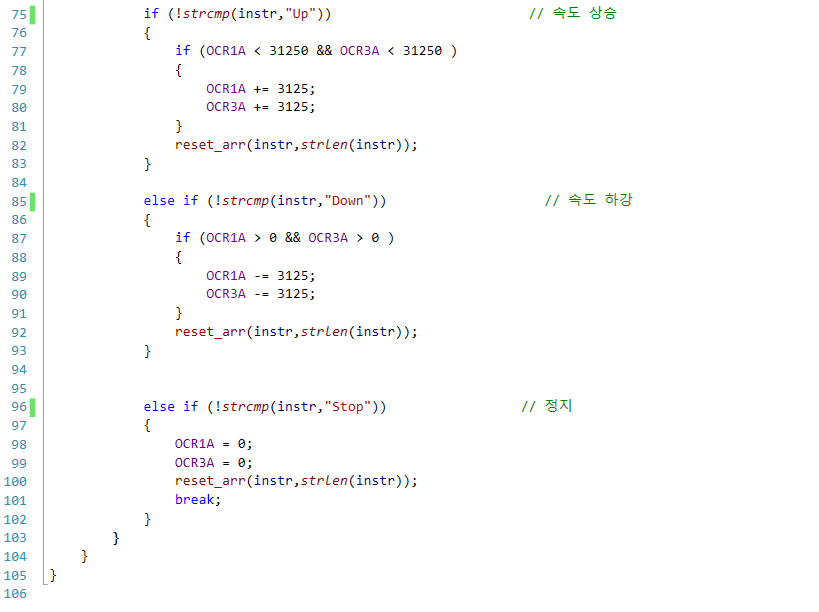 75 if (!strcmp(instr,"Up")) // 속도 상승
76 {
77 if (OCR1A < 31250 && OCR3A < 31250 )
78 {
79 OCR1A += 3125;
80 OCR3A += 3125;
81 }
82 reset_arr(instr,strlen(instr));
83 }
84
85 else if (!strcmp(instr,"Down")) // 속도 하강
86 {
87 if (OCR1A > 0 && OCR3A > 0 )
88 {
89 OCR1A -= 3125;
90 OCR3A -= 3125;
91 }
92 reset_arr(instr,strlen(instr));
93 }
94
95
96 else if (!strcmp(instr,"Stop")) // 정지
97 {
98 OCR1A = 0;
99 OCR3A = 0;
100 reset_arr(instr,strlen(instr));
101 break;
102 }
103 }
104 }
105 }
106